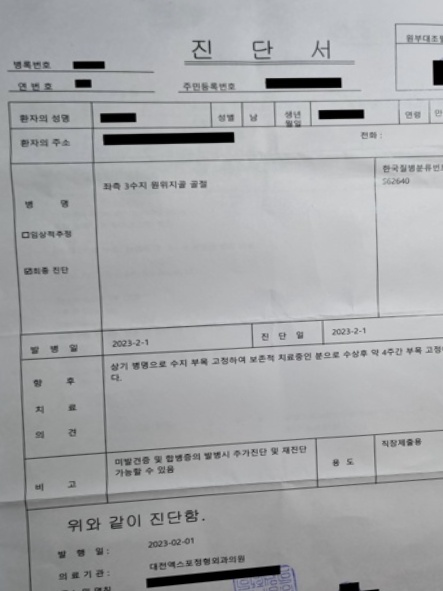 진 단 서
원부대조필
병록번호
연 번 호
주민등록번호
환자의 성명
성별 남 생년월일
연령 만
환자의 주소
전화 :
병 명
좌측 3수지 원위지골 골절
한국질병분류번호
S62640
☐임상적추정
☑최종 진단
발 병 일 2023-2-1 진 단 일 2023-2-1
향 후 치 료 의 견
상기 병명으로 수지 부목 고정하여 보존적 치료중인 분으로 수상후 약 4주간 부목 고정
다.
비 고
미발견증 및 합병증의 발병시 추가진단 및 재진단
가능할 수 있음
용 도
직장제출용
위와 같이 진단함.
발 행 일 : 2023-02-01
의 료 기 관 : 대전엑스포정형외과의원